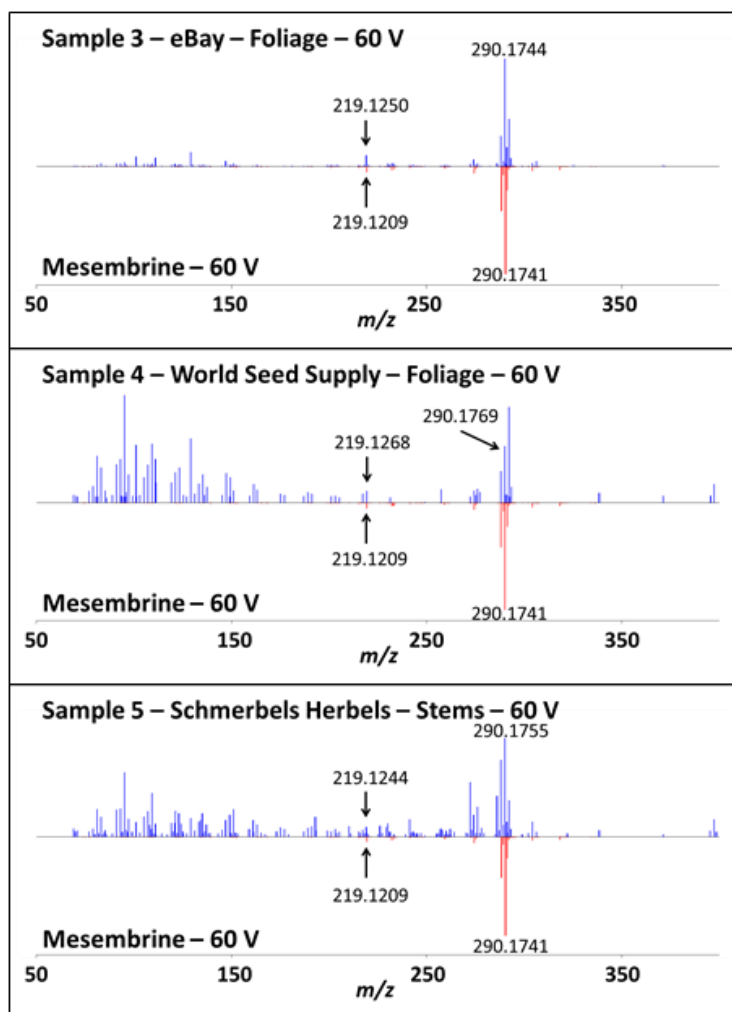 Sample 3 – eBay – Foliage – 60 V
290.1744
219.1250
219.1209
Mesembrine – 60 V
290.1741
50 150 250 350
m/z
Sample 4 – World Seed Supply – Foliage – 60 V
290.1769
219.1268
219.1209
Mesembrine – 60 V
290.1741
50 150 250 350
m/z
Sample 5 – Schmerbels Herbels – Stems – 60 V
290.1755
219.1244
219.1209
Mesembrine – 60 V
290.1741
50 150 250 350
m/z